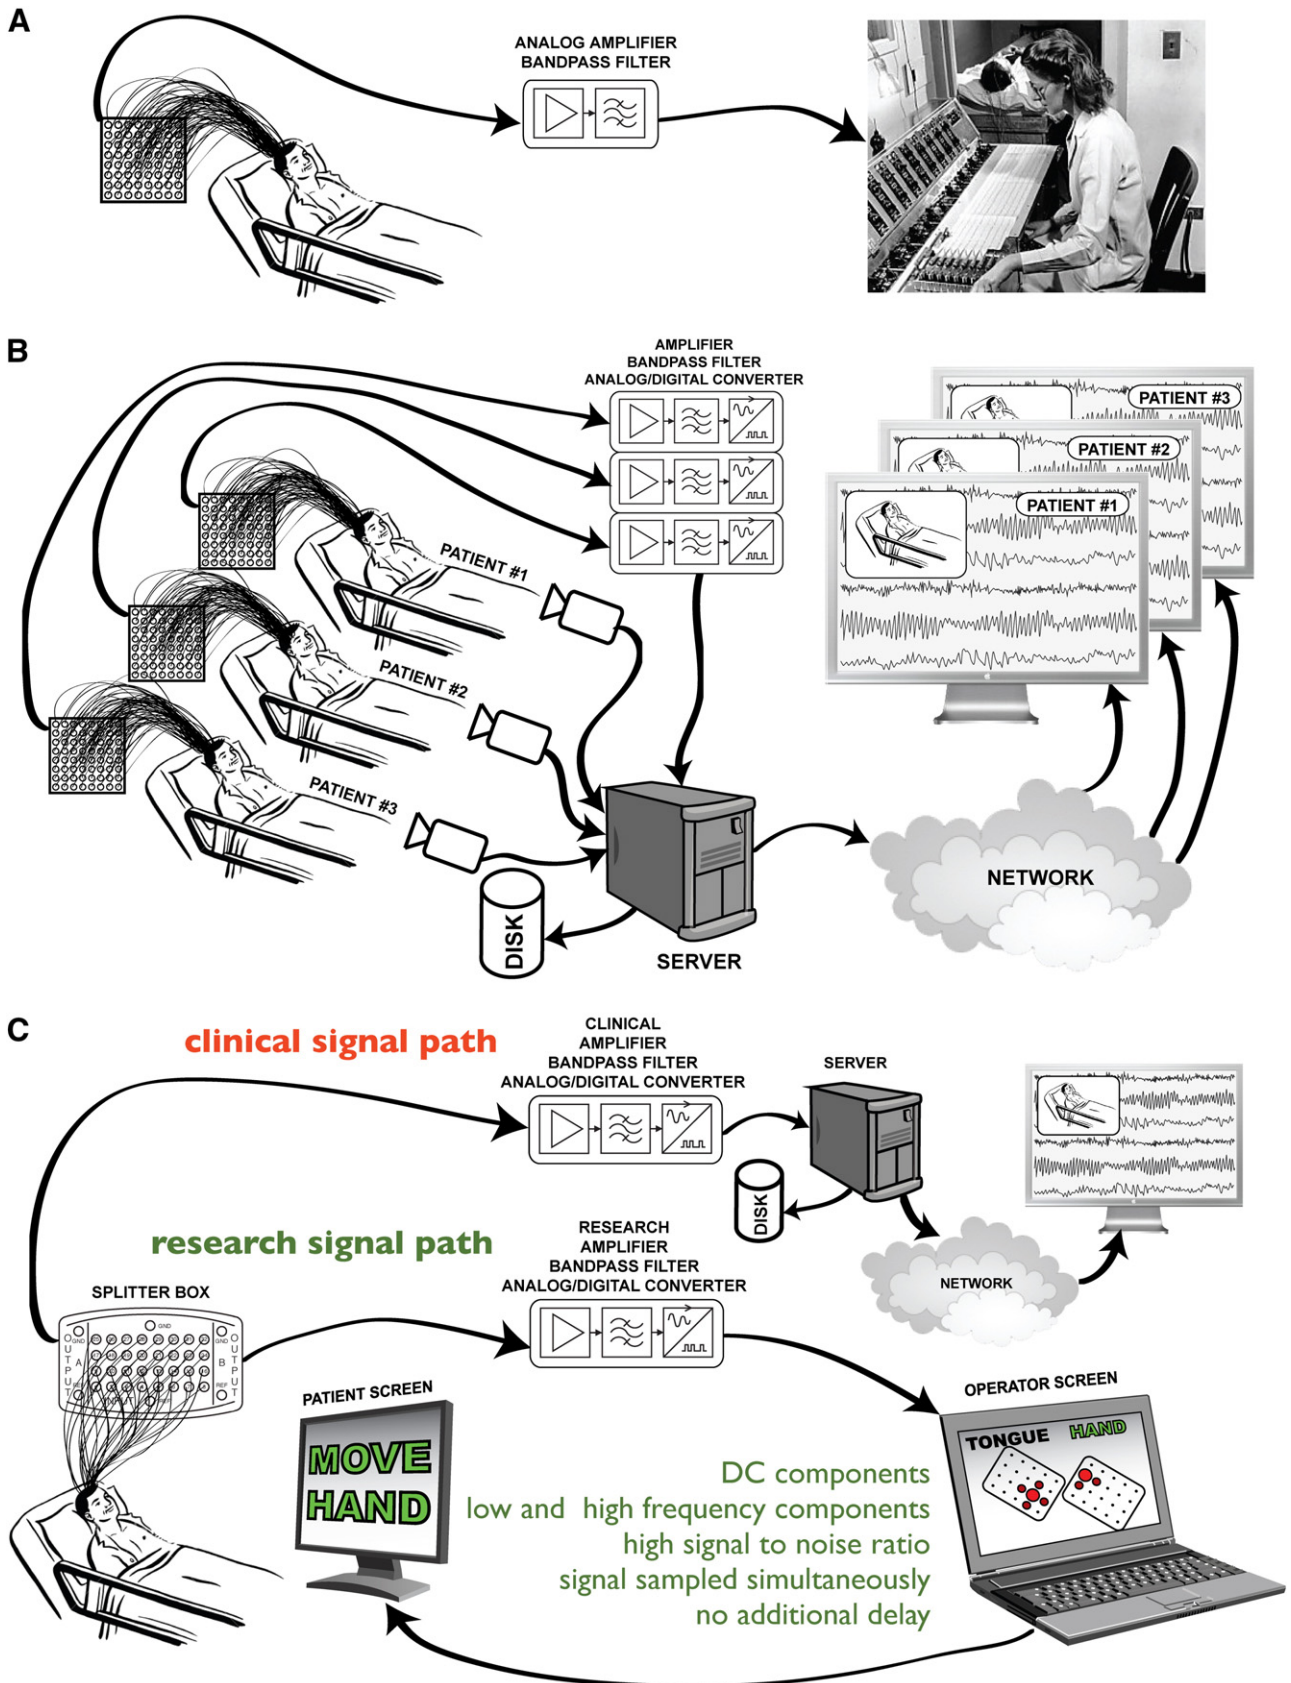 A
ANALOG AMPLIFIER
BANDPASS FILTER
B
AMPLIFIER
BANDPASS FILTER
ANALOG/DIGITAL CONVERTER
PATIENT #3
PATIENT #2
PATIENT #1
PATIENT #1
PATIENT #2
PATIENT #3
DISK
SERVER
NETWORK
C
clinical signal path
CLINICAL
AMPLIFIER
BANDPASS FILTER
ANALOG/DIGITAL CONVERTER
SERVER
DISK
NETWORK
research signal path
RESEARCH
AMPLIFIER
BANDPASS FILTER
ANALOG/DIGITAL CONVERTER
SPLITTER BOX
GND
GND
GND
OUTPUT
A
B
OUTPUT
REF
INPUT
PATIENT SCREEN
MOVE
HAND
OPERATOR SCREEN
TONGUE HAND
DC components
low and high frequency components
high signal to noise ratio
signal sampled simultaneously
no additional delay